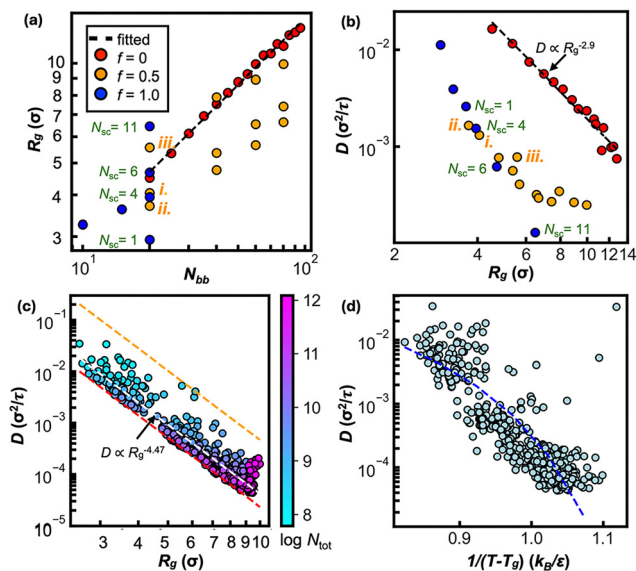 (a)
fitted
f = 0
f = 0.5
f = 1.0
10
9
8
7
6
5
4
3
Rg (σ)
Nsc = 11
Nsc = 6
Nsc = 4
Nsc = 1
iii.
i.
ii.
10¹
10²
Nbb
(b)
10⁻²
10⁻³
D (σ²/τ)
D ∝ Rg⁻²·⁹
Nsc = 1
ii.
Nsc = 4
i.
iii.
Nsc = 6
Nsc = 11
2
4
6
8
10
12
14
Rg (σ)
(c)
10⁻¹
10⁻²
10⁻³
10⁻⁴
10⁻⁵
D (σ²/τ)
D ∝ Rg⁻⁴·⁴⁷
3
4
5
6
7
8
9
10
Rg (σ)
12
11
10
9
8
log Ntot
(d)
10⁻²
10⁻³
10⁻⁴
D (σ²/τ)
0.9
1.0
1.1
1/(T-Tg) (kB/ε)